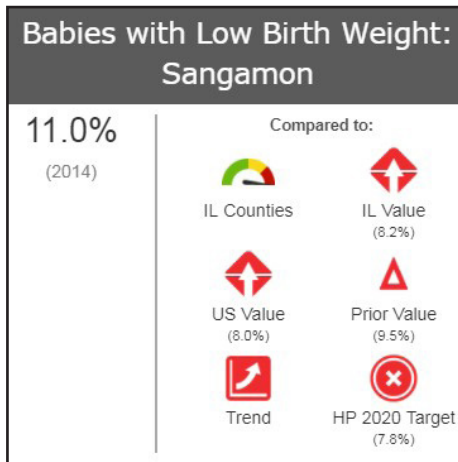 Babies with Low Birth Weight:
Sangamon
11.0%
(2014)
Compared to:
IL Counties
IL Value
(8.2%)
US Value
(8.0%)
Prior Value
(9.5%)
Trend
HP 2020 Target
(7.8%)